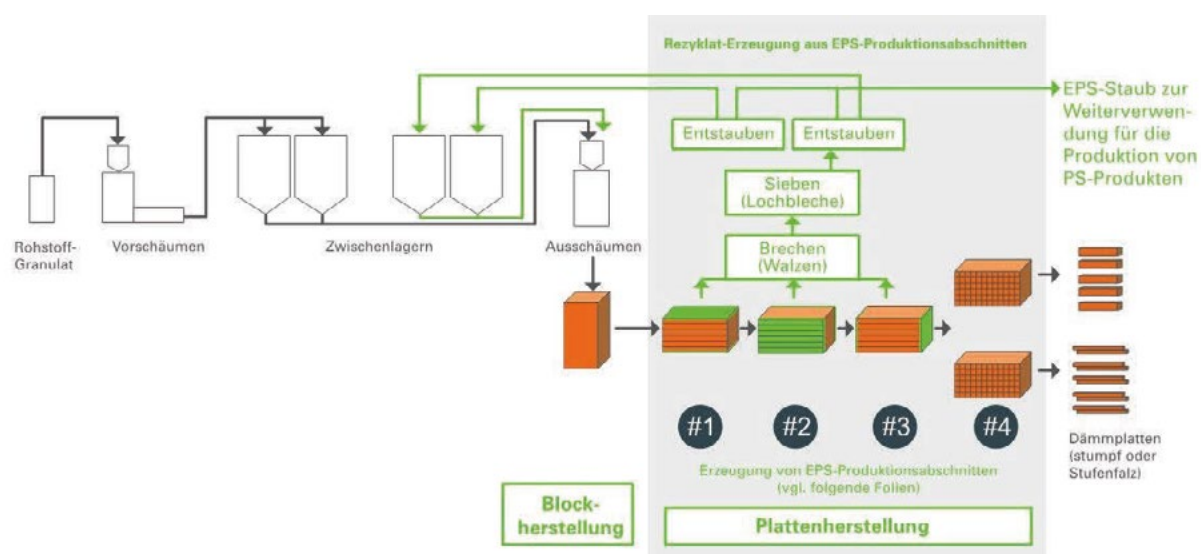 Rezyklat-Erzeugung aus EPS-Produktionsabschnitten
EPS-Staub zur
Weiterverwen-
dung für die
Produktion von
PS-Produkten
Entstauben
Entstauben
Sieben
(Lochbleche)
Brechen
(Walzen)
Rohstoff-
Granulat
Vorschäumen
Zwischenlagern
Ausschäumen
#1
#2
#3
#4
Dämmplatten
(stumpf oder
Stufenfalz)
Erzeugung von EPS-Produktionsabschnitten
(vgl. folgende Folien)
Block-
herstellung
Plattenherstellung